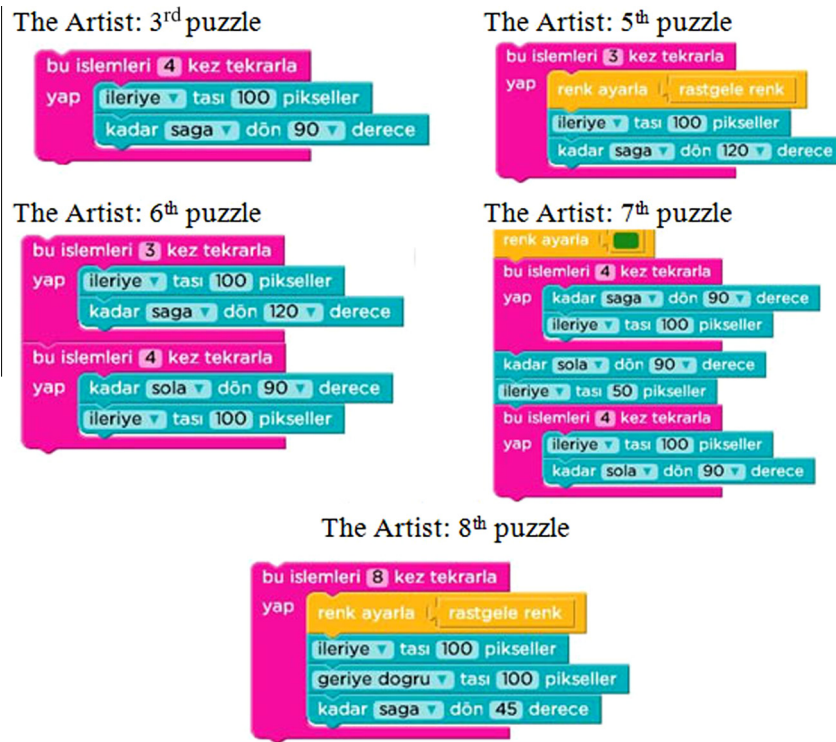 The Artist: 3rd puzzle
bu islemleri 4 kez tekrarla
yap
ileriye tası 100 pikseller
kadar saga dön 90 derece
The Artist: 5th puzzle
bu islemleri 3 kez tekrarla
yap
renk ayarla rastgele renk
ileriye tası 100 pikseller
kadar saga dön 120 derece
The Artist: 6th puzzle
bu islemleri 3 kez tekrarla
yap ileriye tası 100 pikseller
kadar saga dön 120 derece
bu islemleri 4 kez tekrarla
yap kadar sola dön 90 derece
ileriye tası 100 pikseller
The Artist: 7th puzzle
renk ayarla
bu islemleri 4 kez tekrarla
yap kadar saga dön 90 derece
ileriye tası 100 pikseller
kadar sola dön 90 derece
ileriye tası 50 pikseller
bu islemleri 4 kez tekrarla
yap ileriye tası 100 pikseller
kadar sola dön 90 derece
The Artist: 8th puzzle
bu islemleri 8 kez tekrarla
yap renk ayarla rastgele renk
ileriye tası 100 pikseller
geriye dogru tası 100 pikseller
kadar saga dön 45 derece